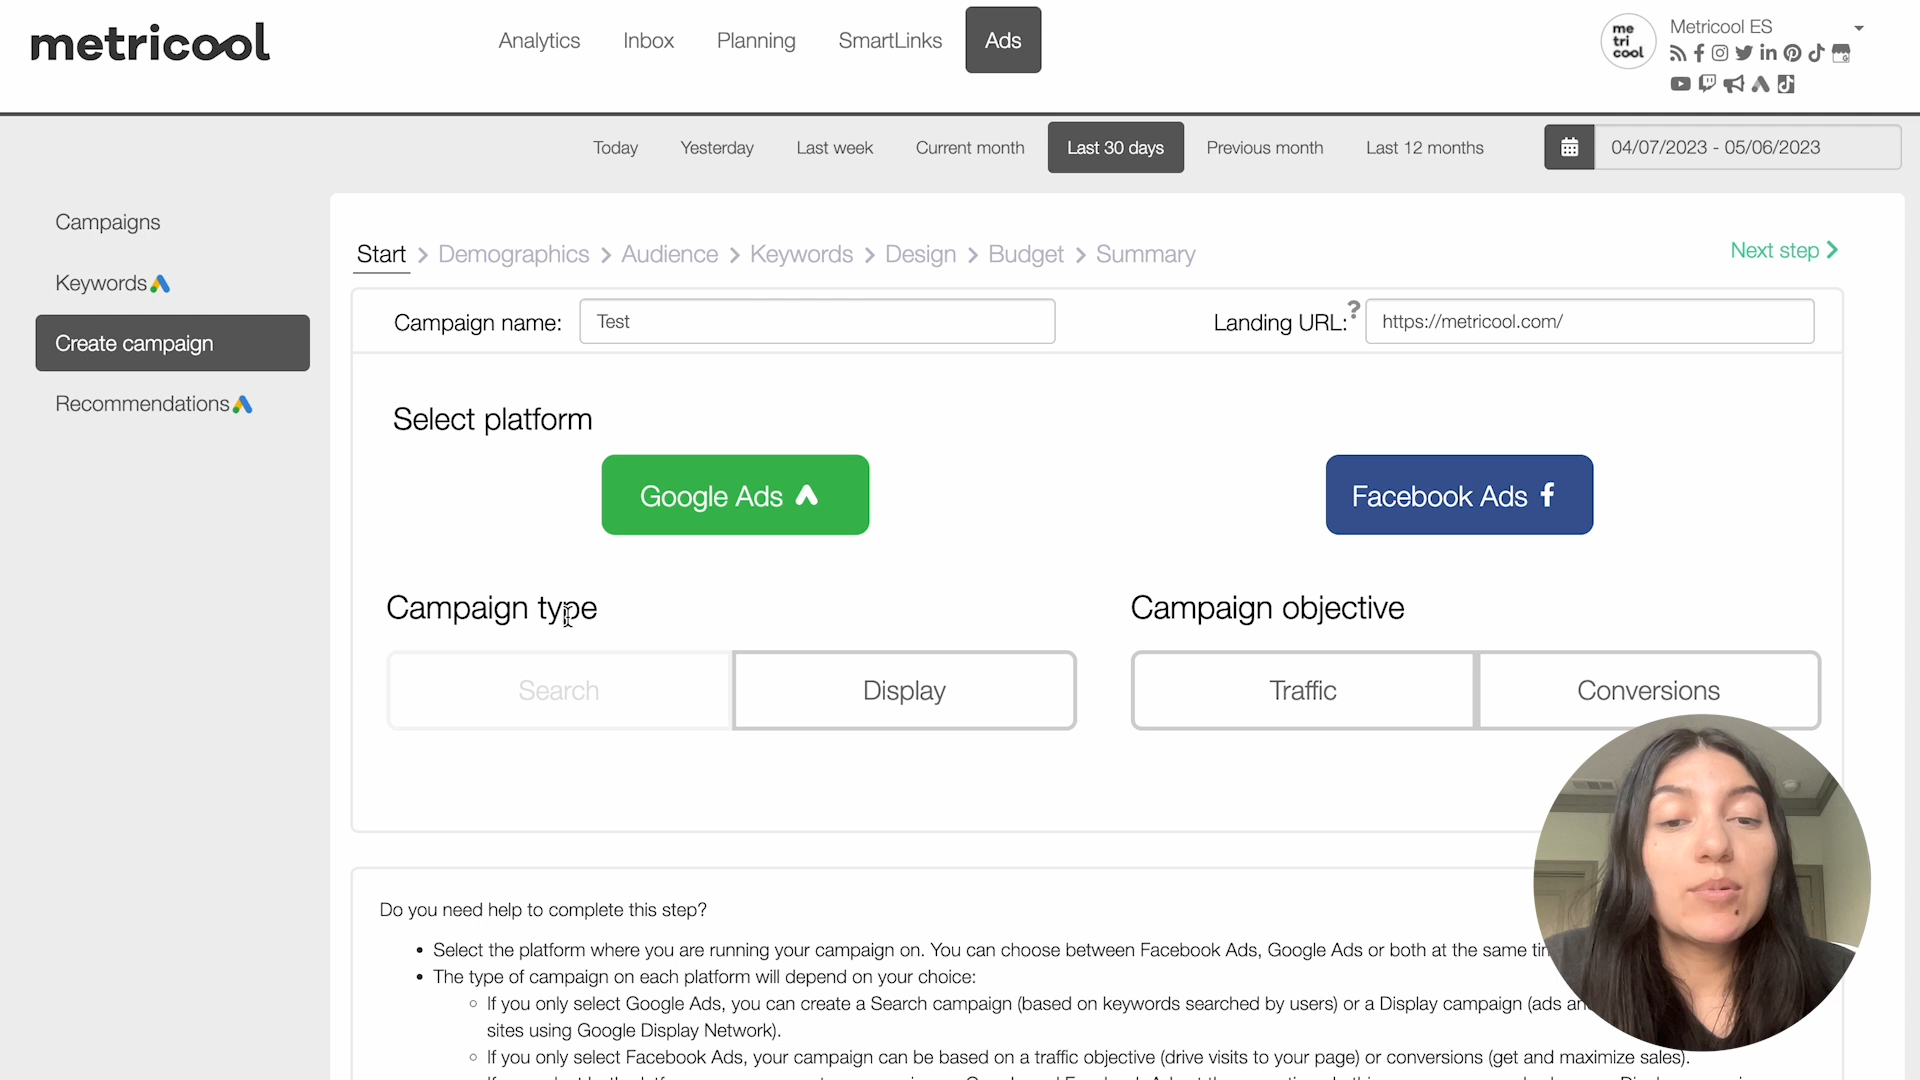 metricool
Analytics Inbox Planning SmartLinks Ads
me
tri
cool
Metricool ES
Today Yesterday Last week Current month Last 30 days Previous month Last 12 months 04/07/2023 - 05/06/2023
Campaigns
Keywords
Create campaign
Recommendations
Start > Demographics > Audience > Keywords > Design > Budget > Summary
Next step >
Campaign name: Test
Landing URL: ? https://metricool.com/
Select platform
Google Ads
Facebook Ads f
Campaign type
Campaign objective
Search Display
Traffic Conversions
Do you need help to complete this step?
• Select the platform where you are running your campaign on. You can choose between Facebook Ads, Google Ads or both at the same
• The type of campaign on each platform will depend on your choice:
If you only select Google Ads, you can create a Search campaign (based on keywords searched by users) or a Display campaign (ads
sites using Google Display Network).
If you only select Facebook Ads, your campaign can be based on a traffic objective (drive visits to your page) or conversions (get and maximize sales).